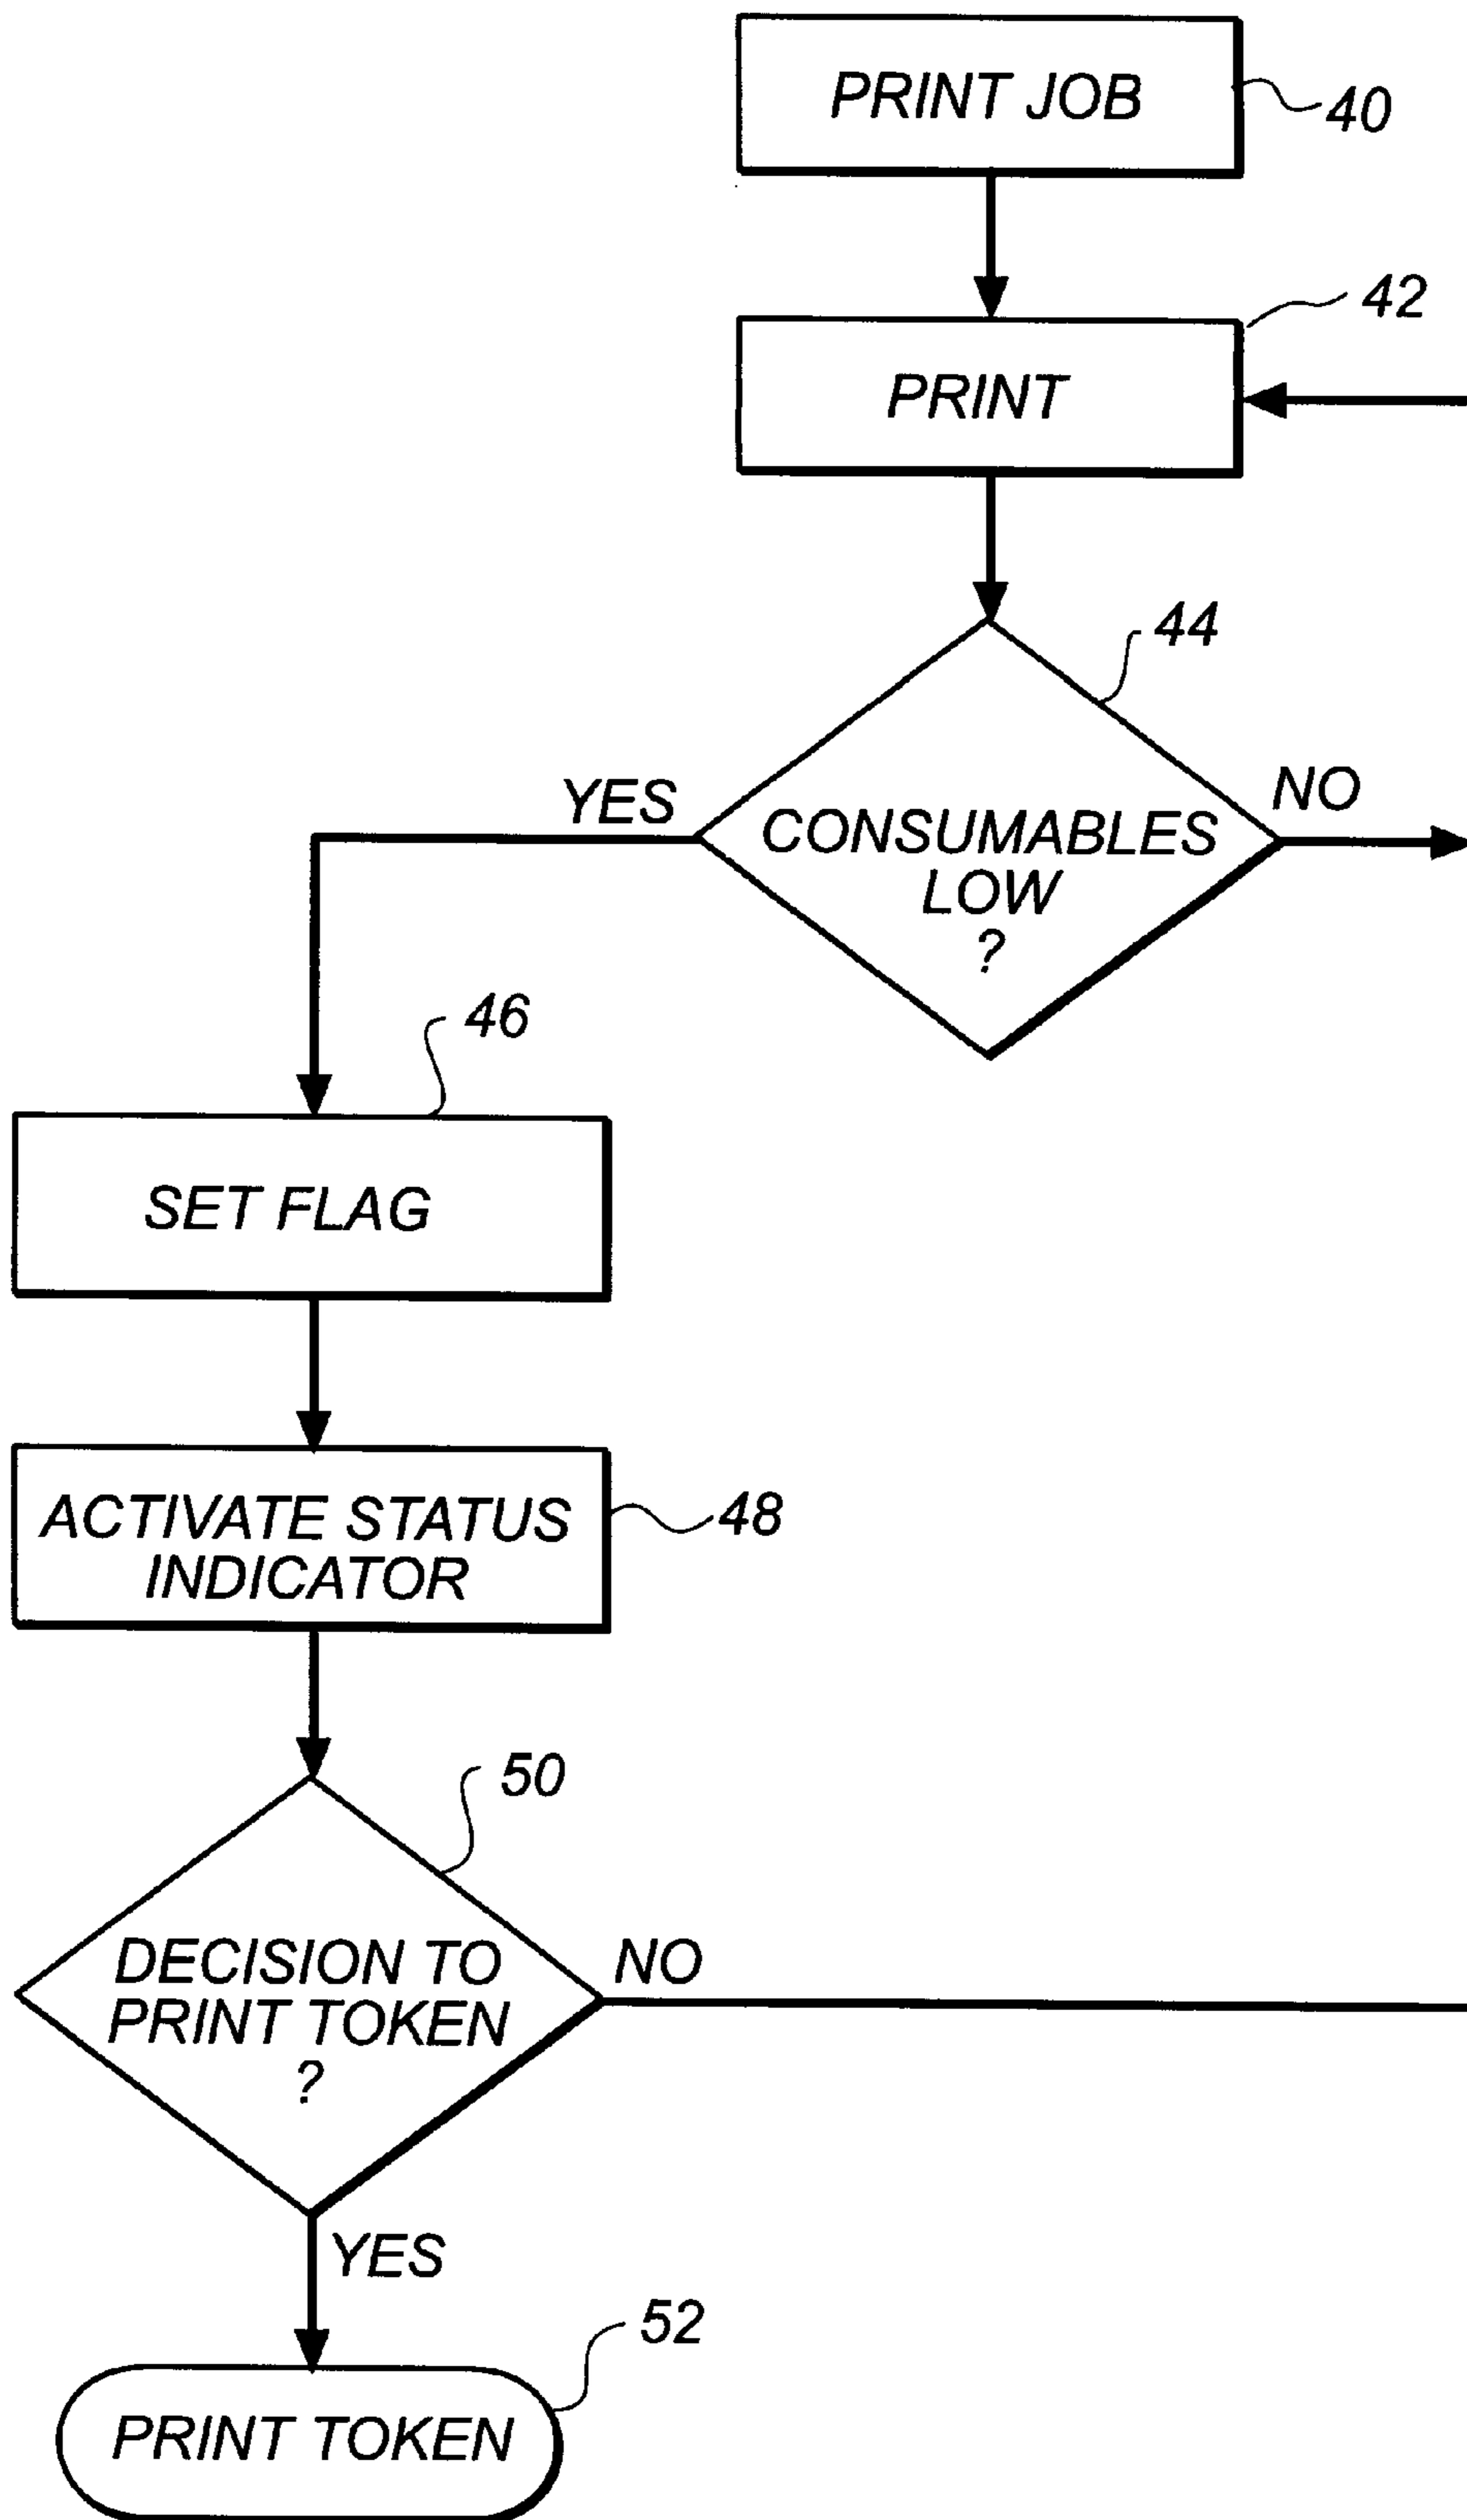 PRINT JOB
40
42
PRINT
44
YES
NO
CONSUMABLES
LOW
?
46
SET FLAG
ACTIVATE STATUS
INDICATOR
48
50
DECISION TO
PRINT TOKEN
?
NO
YES
52
PRINT TOKEN